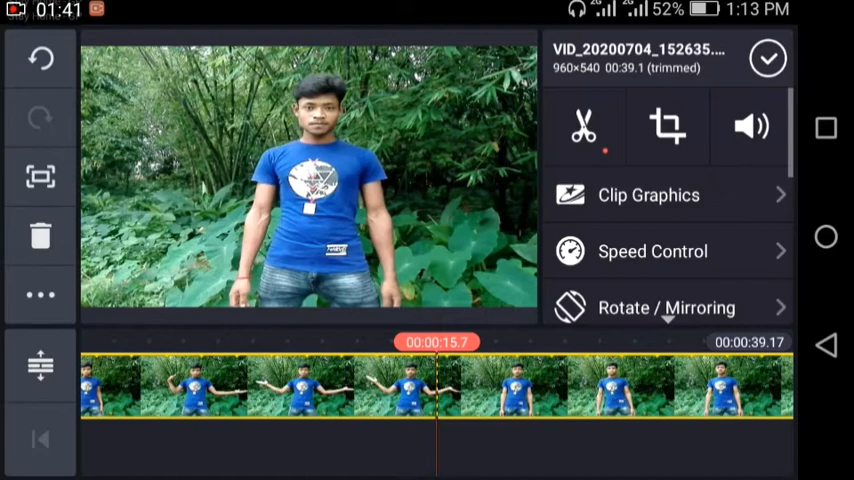 01:41
52%
1:13 PM
VID_20200704_152635....
960×540 00:39.1 (trimmed)
Clip Graphics
Speed Control
Rotate / Mirroring
00:00:15.7
00:00:39.17